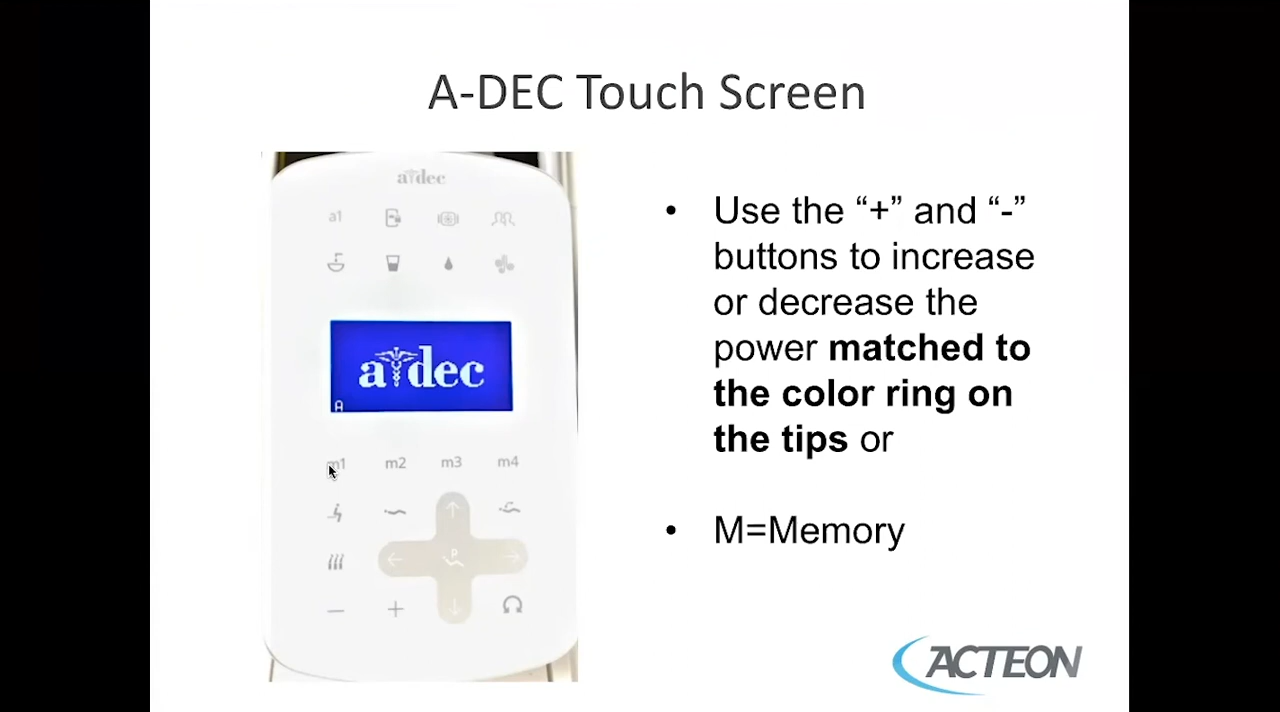 A-DEC Touch Screen
a dec
a1
a dec
A
m1 m2 m3 m4
P
− +
• Use the “+” and “-”
buttons to increase
or decrease the
power matched to
the color ring on
the tips or
• M=Memory
ACTEON